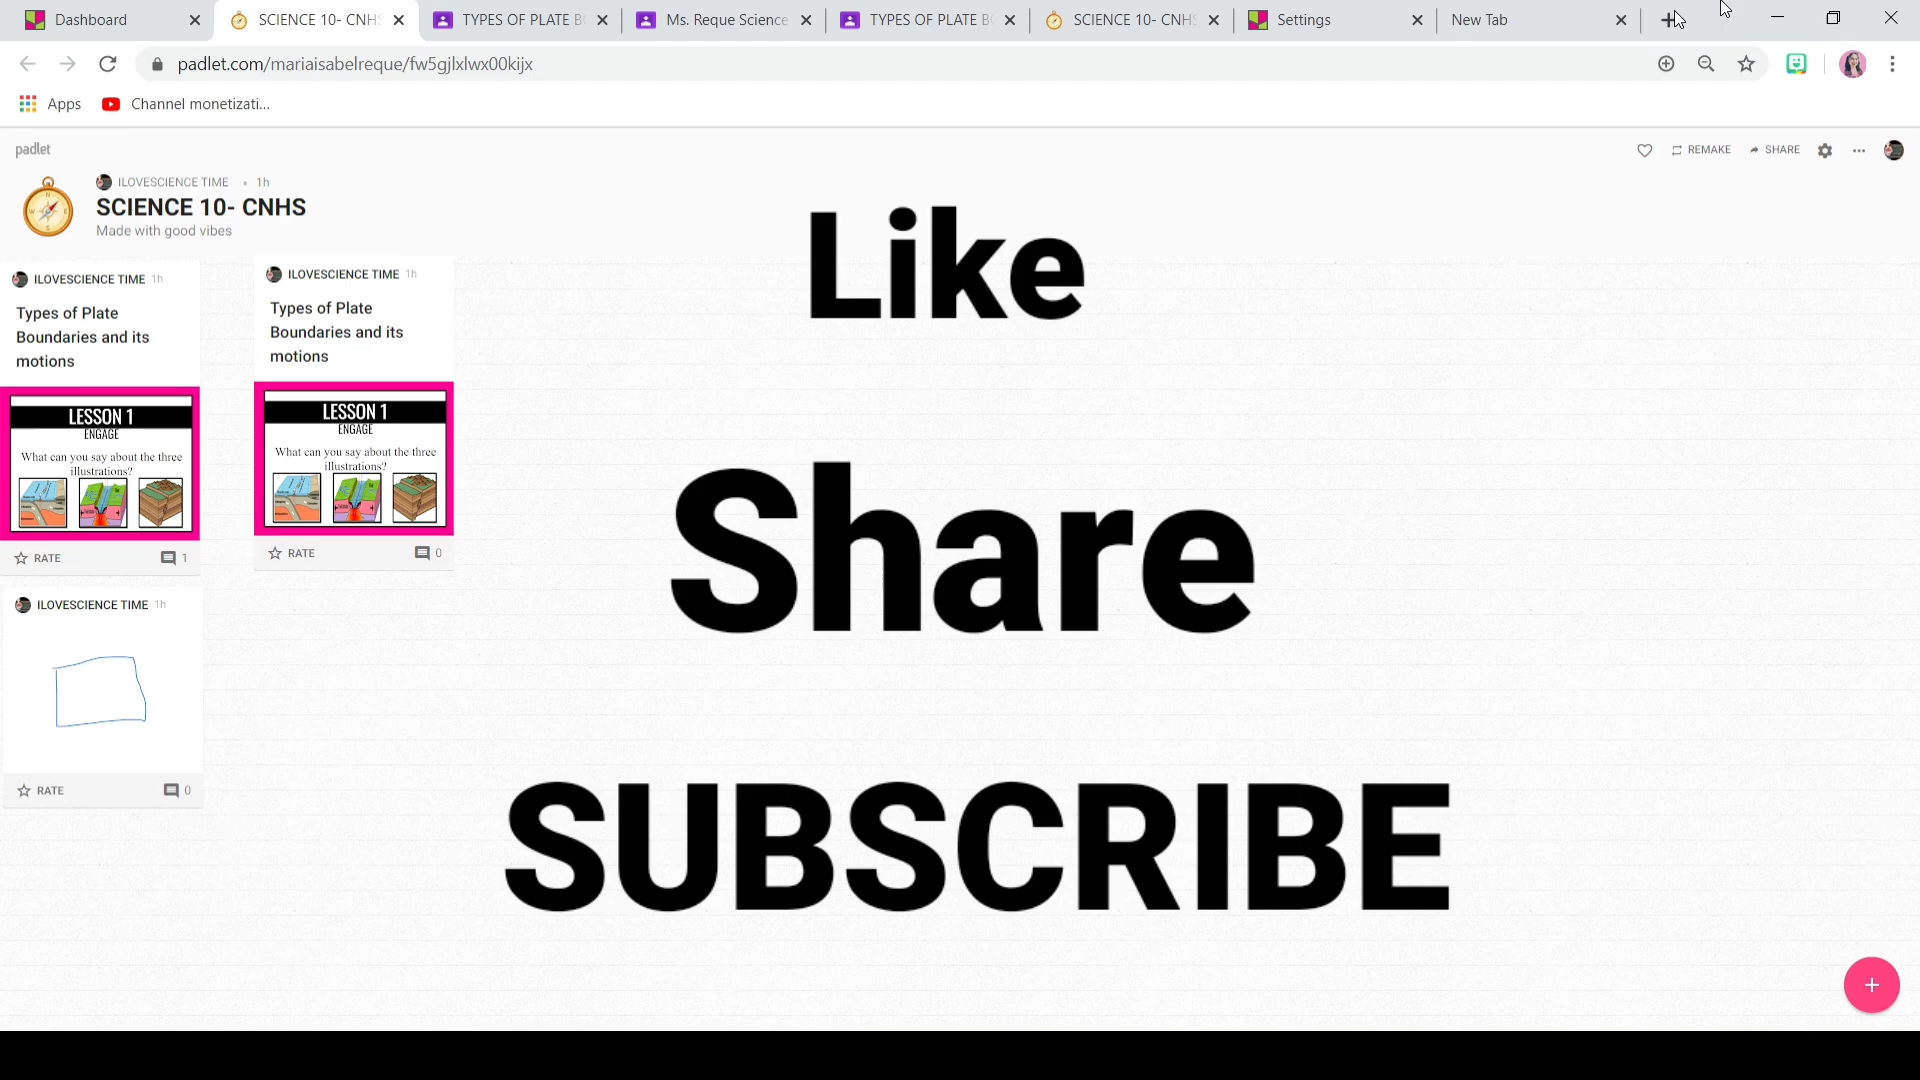 Dashboard
SCIENCE 10- CNHS
TYPES OF PLATE B
Ms. Reque Science
TYPES OF PLATE B
SCIENCE 10- CNHS
Settings
New Tab
padlet.com/mariaisabelreque/fw5gjlxlwx00kijx
Apps
Channel monetizati...
padlet
REMAKE
SHARE
ILOVESCIENCE TIME • 1h
SCIENCE 10- CNHS
Made with good vibes
ILOVESCIENCE TIME 1h
Types of Plate
Boundaries and its
motions
LESSON 1
ENGAGE
What can you say about the three
illustrations?
RATE
1
ILOVESCIENCE TIME 1h
RATE
0
ILOVESCIENCE TIME 1h
Types of Plate
Boundaries and its
motions
LESSON 1
ENGAGE
What can you say about the three
illustrations?
RATE
0
Like
Share
SUBSCRIBE